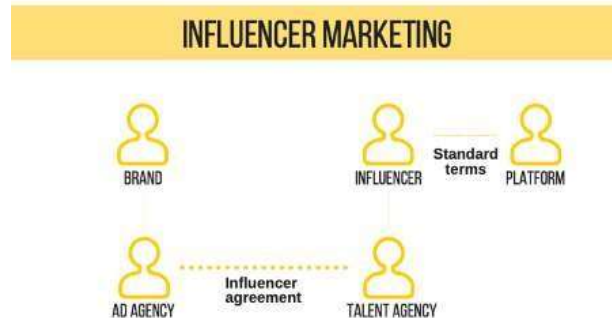 INFLUENCER MARKETING
BRAND
INFLUENCER
Standard
terms
PLATFORM
AD AGENCY
Influencer
agreement
TALENT AGENCY